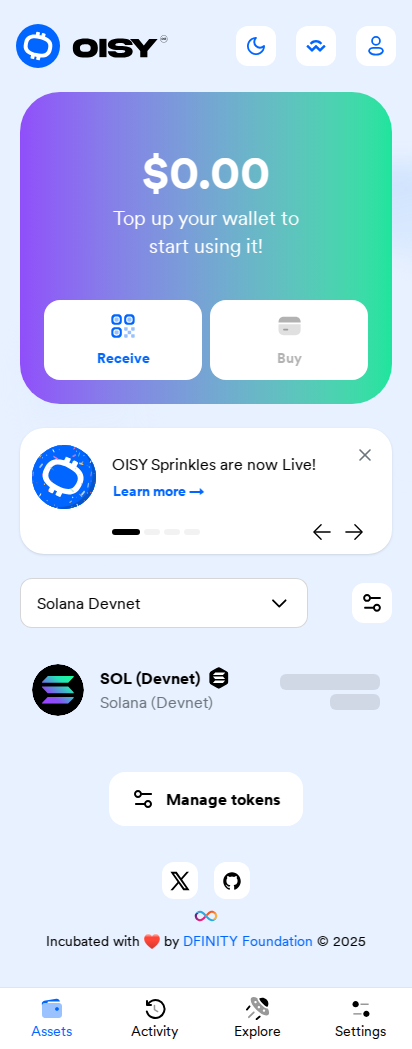 OISY
$0.00
Top up your wallet to
start using it!
Receive
Buy
OISY Sprinkles are now Live!
Learn more →
Solana Devnet
SOL (Devnet)
Solana (Devnet)
Manage tokens
Incubated with ❤️ by DFINITY Foundation © 2025
Assets
Activity
Explore
Settings